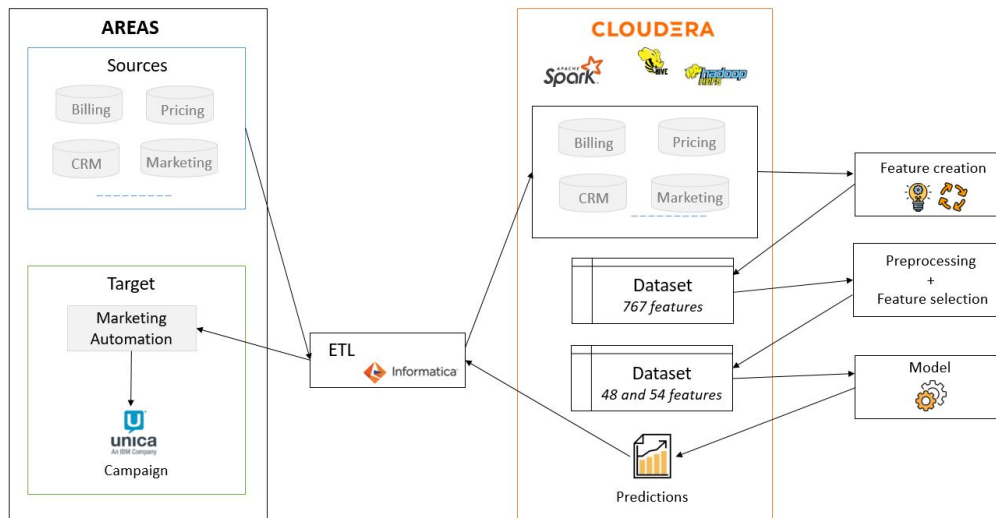 AREAS
Sources
Billing
Pricing
CRM
Marketing
Target
Marketing
Automation
unica
An IBM Company
Campaign
ETL
Informatica
CLOUDERA
APACHE
Spark
HIVE
hadoop
HDFS
Billing
Pricing
CRM
Marketing
Dataset
767 features
Dataset
48 and 54 features
Predictions
Feature creation
Preprocessing
+
Feature selection
Model